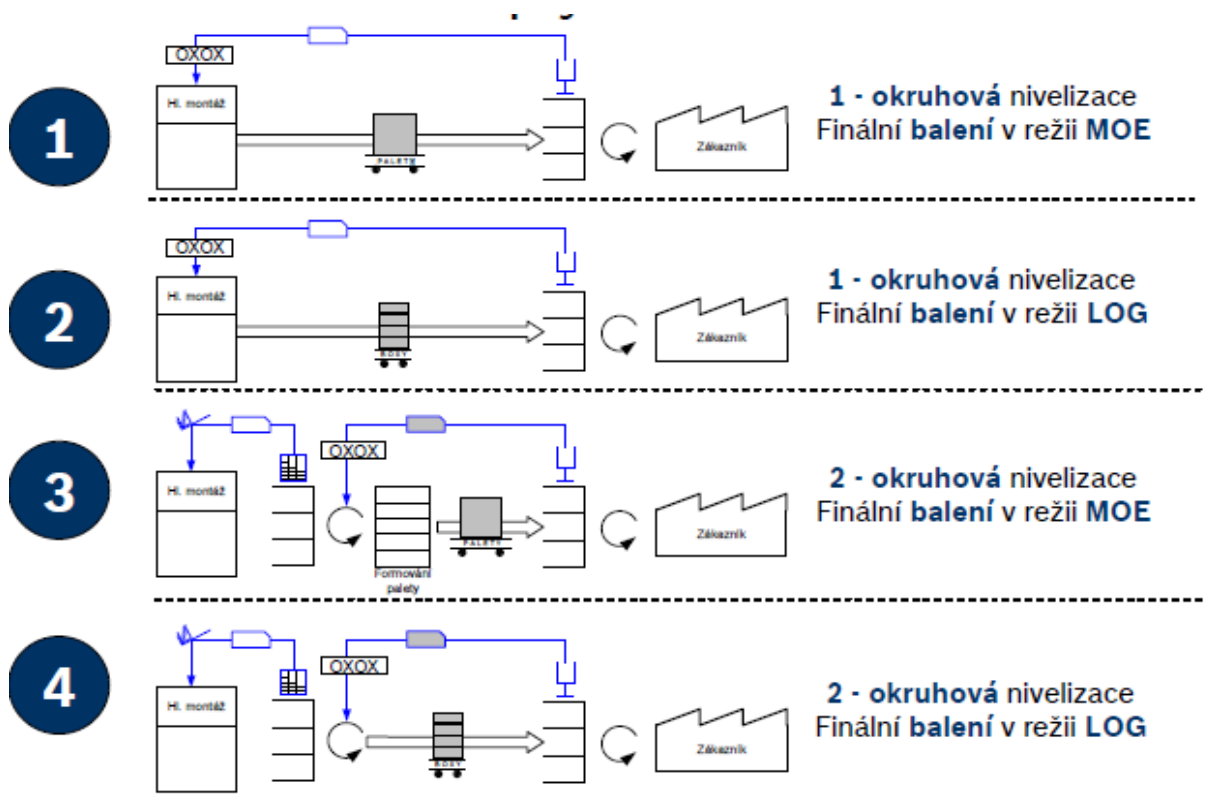 OXOX
Hl. montáž
PALETY
Zákazník
1
1 - okruhová nivelizace
Finální balení v režii MOE
OXOX
Hl. montáž
BOXY
Zákazník
2
1 - okruhová nivelizace
Finální balení v režii LOG
OXOX
Hl. montáž
PALETY
Zákazník
Formování
palety
3
2 - okruhová nivelizace
Finální balení v režii MOE
OXOX
Hl. montáž
BOXY
Zákazník
4
2 - okruhová nivelizace
Finální balení v režii LOG